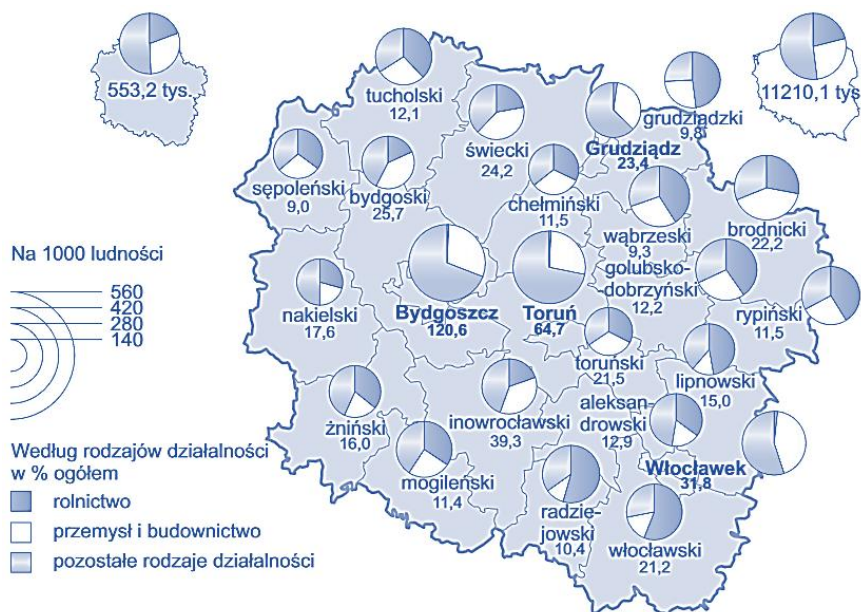 553,2 tys.
11210,1 tys
tucholski
12,1
świecki
24,2
grudziądzki
9,8
Grudziądz
23,4
sępoleński
9,0
bydgoski
25,7
chełmiński
11,5
wąbrzeski
9,3
brodnicki
22,2
golubsko-
dobrzyński
12,2
rypiński
11,5
Na 1000 ludności
560
420
280
140
nakielski
17,6
Bydgoszcz
120,6
Toruń
64,7
toruński
21,5
lipnowski
15,0
żniński
16,0
inowrocławski
39,3
aleksan-
drowski
12,9
Włocławek
31,8
mogileński
11,4
radzie-
jowski
10,4
włocławski
21,2
Według rodzajów działalności
w % ogółem
rolnictwo
przemysł i budownictwo
pozostałe rodzaje działalności